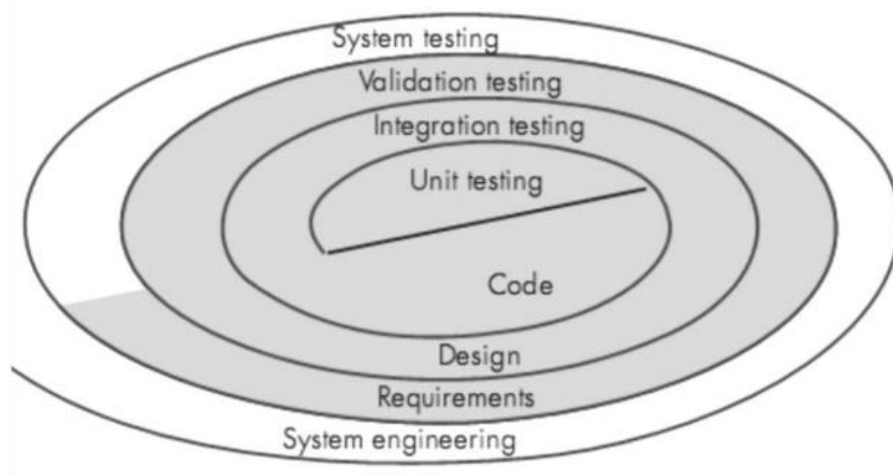 System testing
Validation testing
Integration testing
Unit testing
Code
Design
Requirements
System engineering